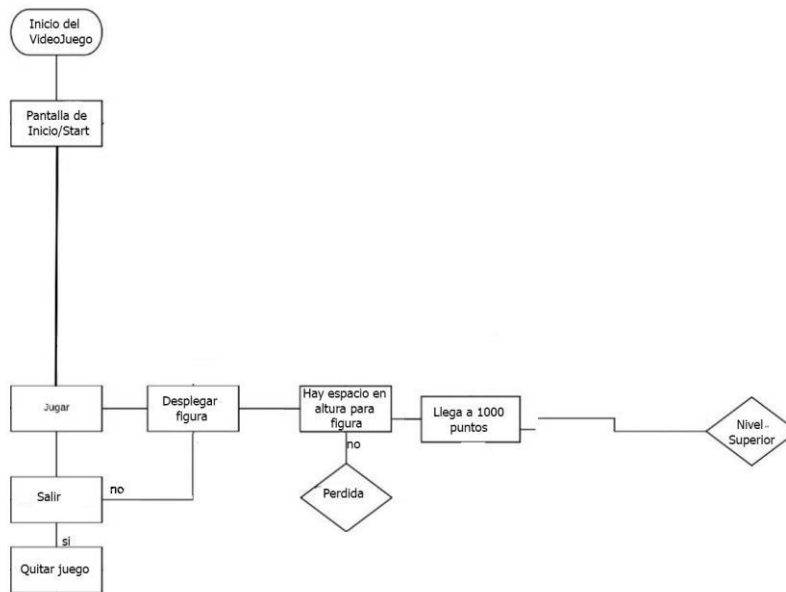 Inicio del
VideoJuego
Pantalla de
Inicio/Start
Jugar
Desplegar
figura
Hay espacio en
altura para
figura
Llega a 1000
puntos
Nivel
Superior
no
Perdida
Salir
no
si
Quitar juego